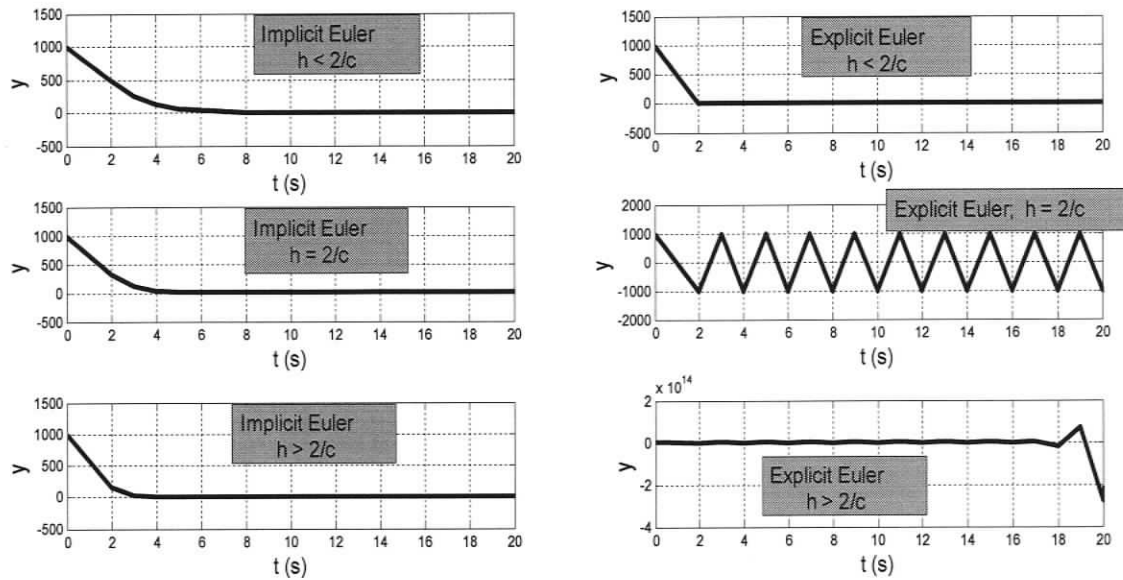 1500
1000
500
0
-500
y
Implicit Euler
h < 2/c
0 2 4 6 8 10 12 14 16 18 20
t (s)
1500
1000
500
0
-500
y
Explicit Euler
h < 2/c
0 2 4 6 8 10 12 14 16 18 20
t (s)
1500
1000
500
0
-500
y
Implicit Euler
h = 2/c
0 2 4 6 8 10 12 14 16 18 20
t (s)
2000
1000
0
-1000
-2000
y
Explicit Euler; h = 2/c
0 2 4 6 8 10 12 14 16 18 20
t (s)
1500
1000
500
0
-500
y
Implicit Euler
h > 2/c
0 2 4 6 8 10 12 14 16 18 20
t (s)
x 10^14
2
0
-2
-4
y
Explicit Euler
h > 2/c
0 2 4 6 8 10 12 14 16 18 20
t (s)